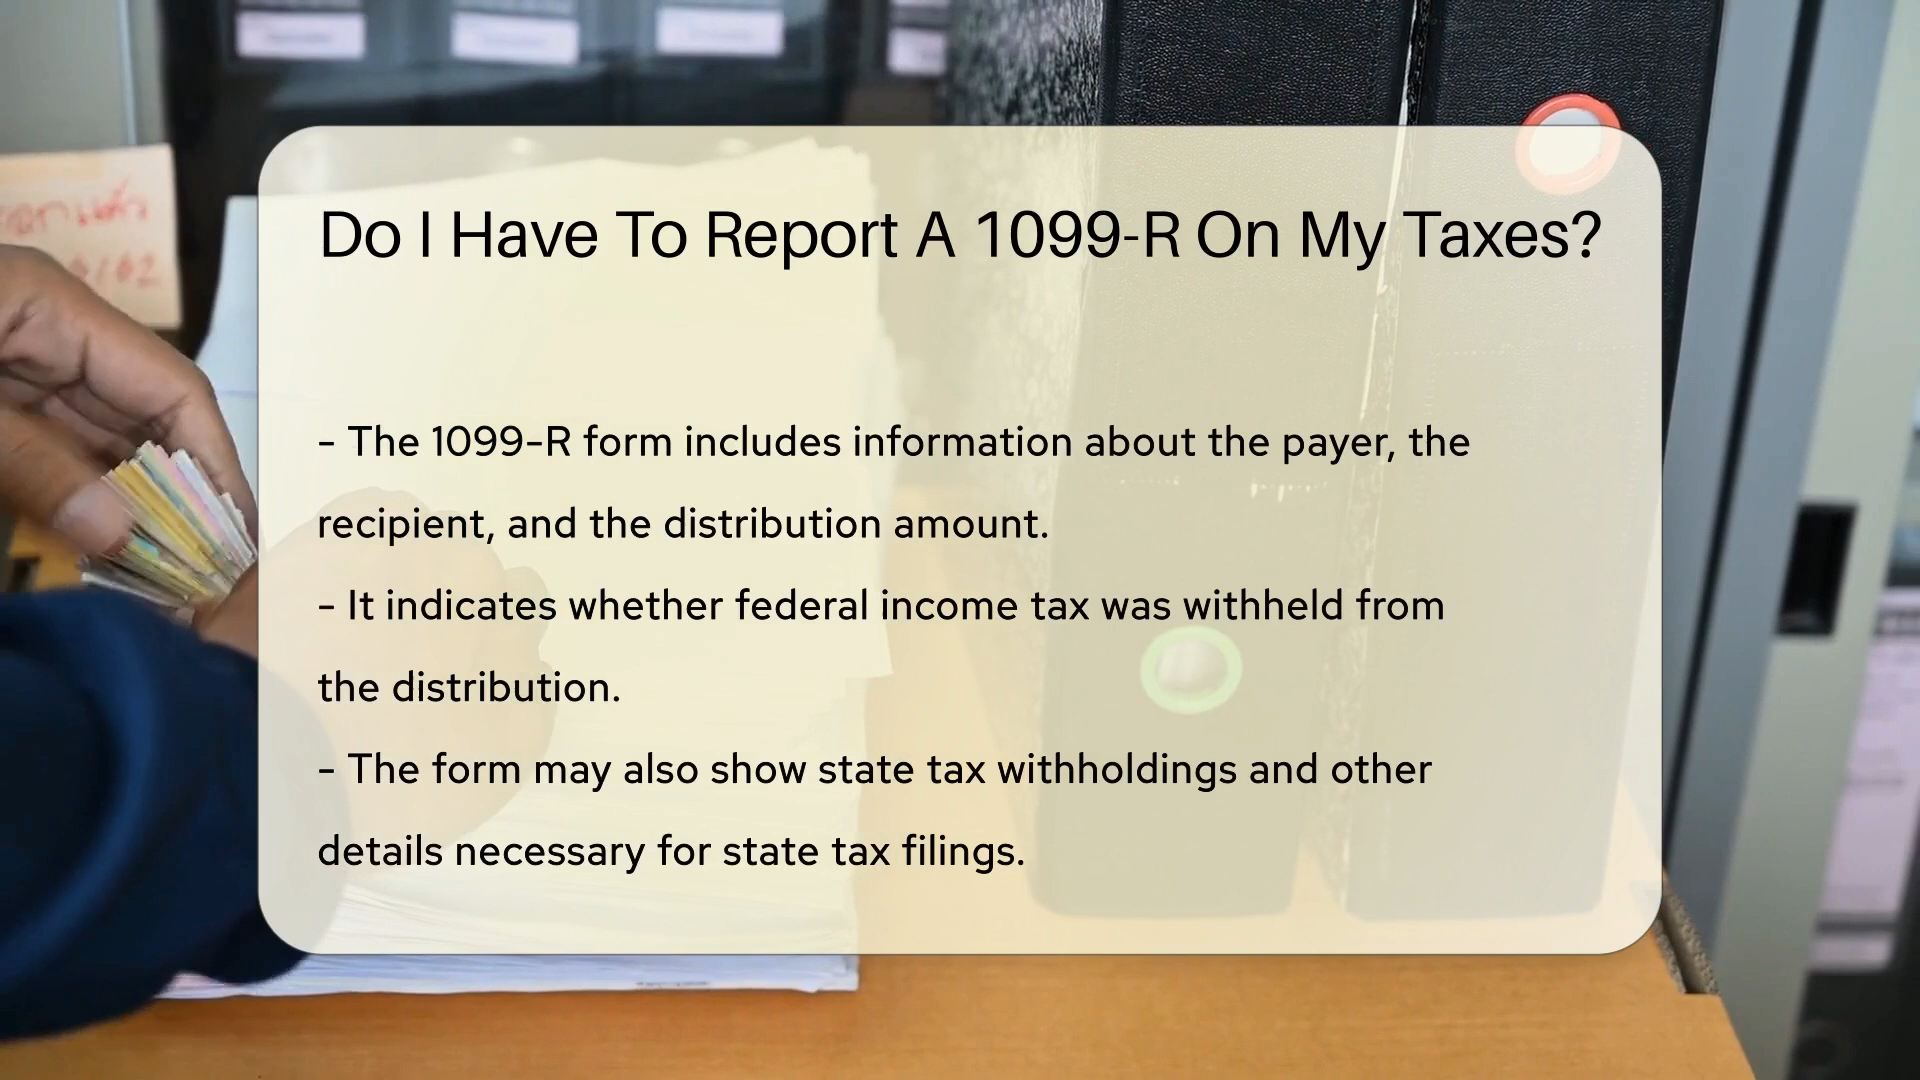 Do I Have To Report A 1099-R On My Taxes?
- The 1099-R form includes information about the payer, the
recipient, and the distribution amount.
- It indicates whether federal income tax was withheld from
the distribution.
- The form may also show state tax withholdings and other
details necessary for state tax filings.